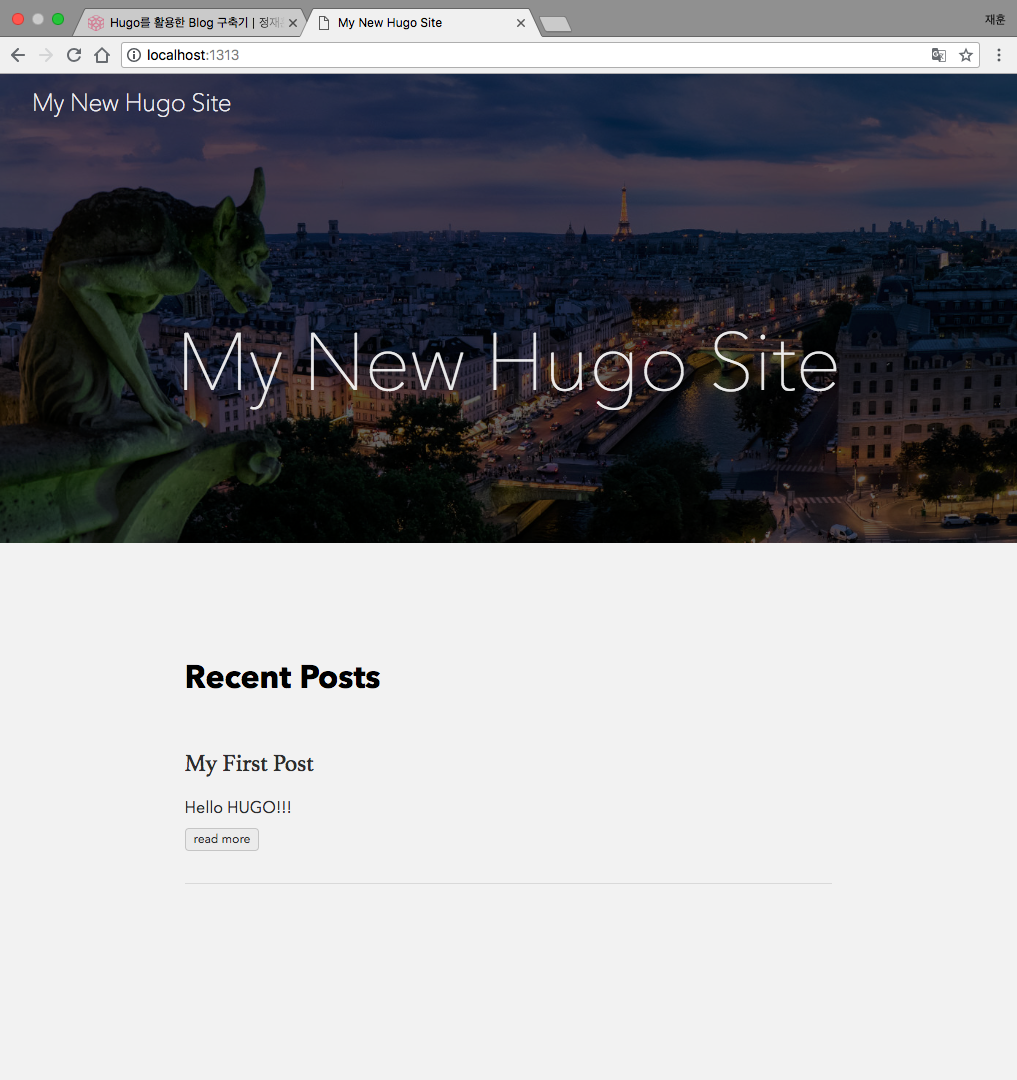 Hugo를 활용한 Blog 구축기 | 정재
My New Hugo Site
재훈
localhost:1313
My New Hugo Site
My New Hugo Site
Recent Posts
My First Post
Hello HUGO!!!
read more